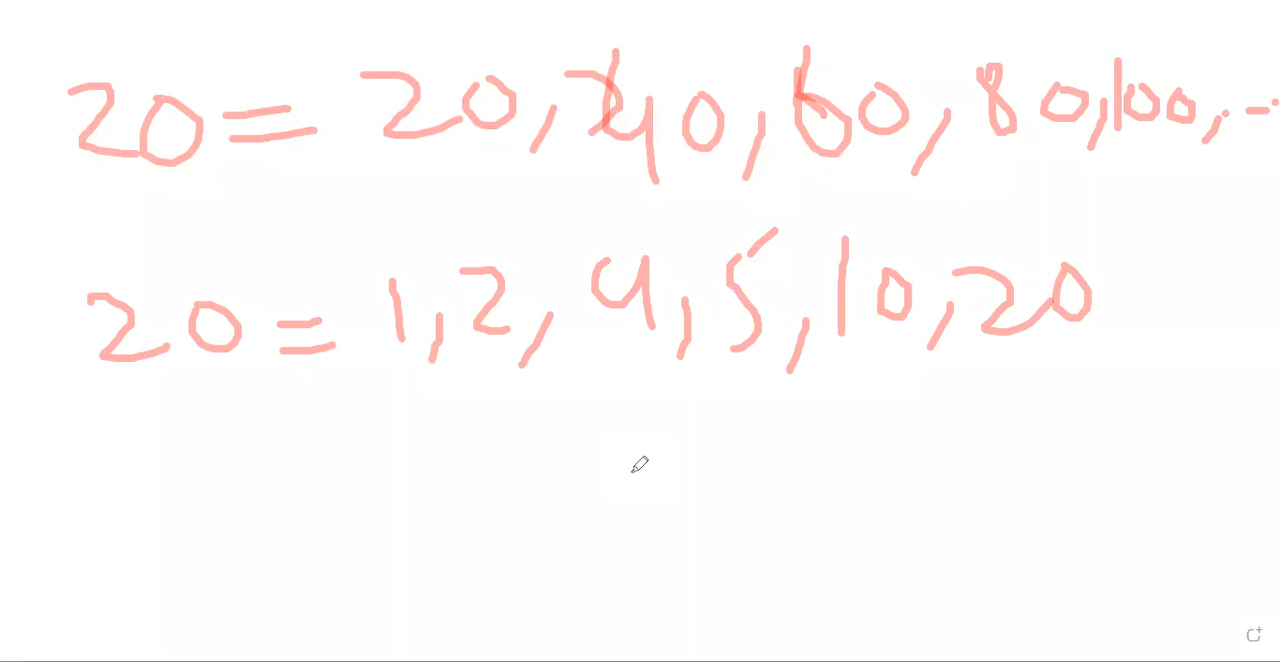 20 = 20, 40, 60, 80, 100, . - .
20 = 1, 2, 4, 5, 10, 20